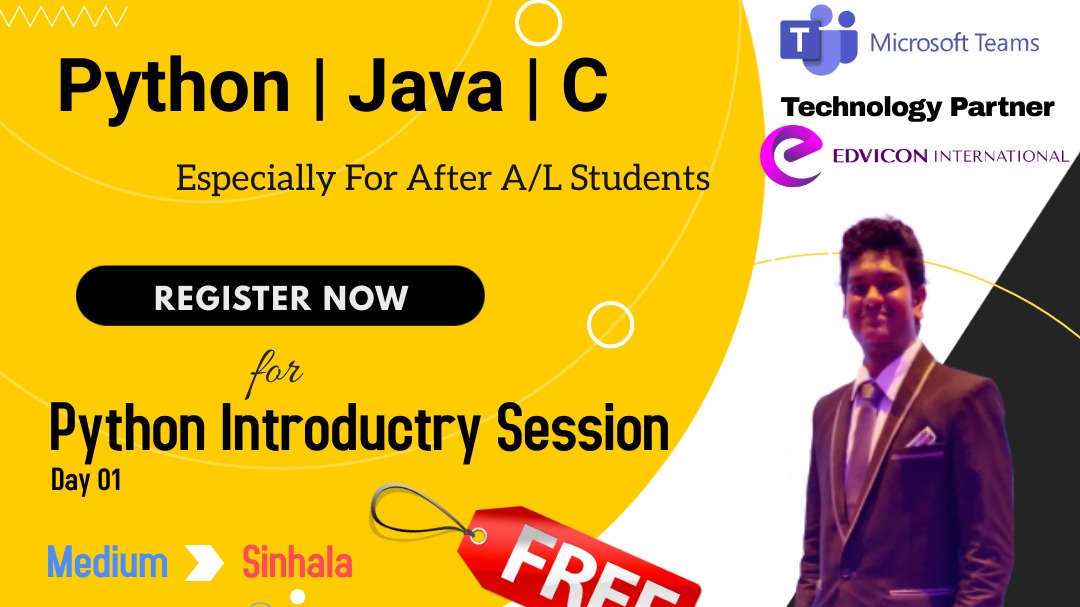 Python | Java | C
Especially For After A/L Students
REGISTER NOW
for
Python Introductry Session
Day 01
Medium
Sinhala
FREE
T
Microsoft Teams
Technology Partner
EDVICON INTERNATIONAL